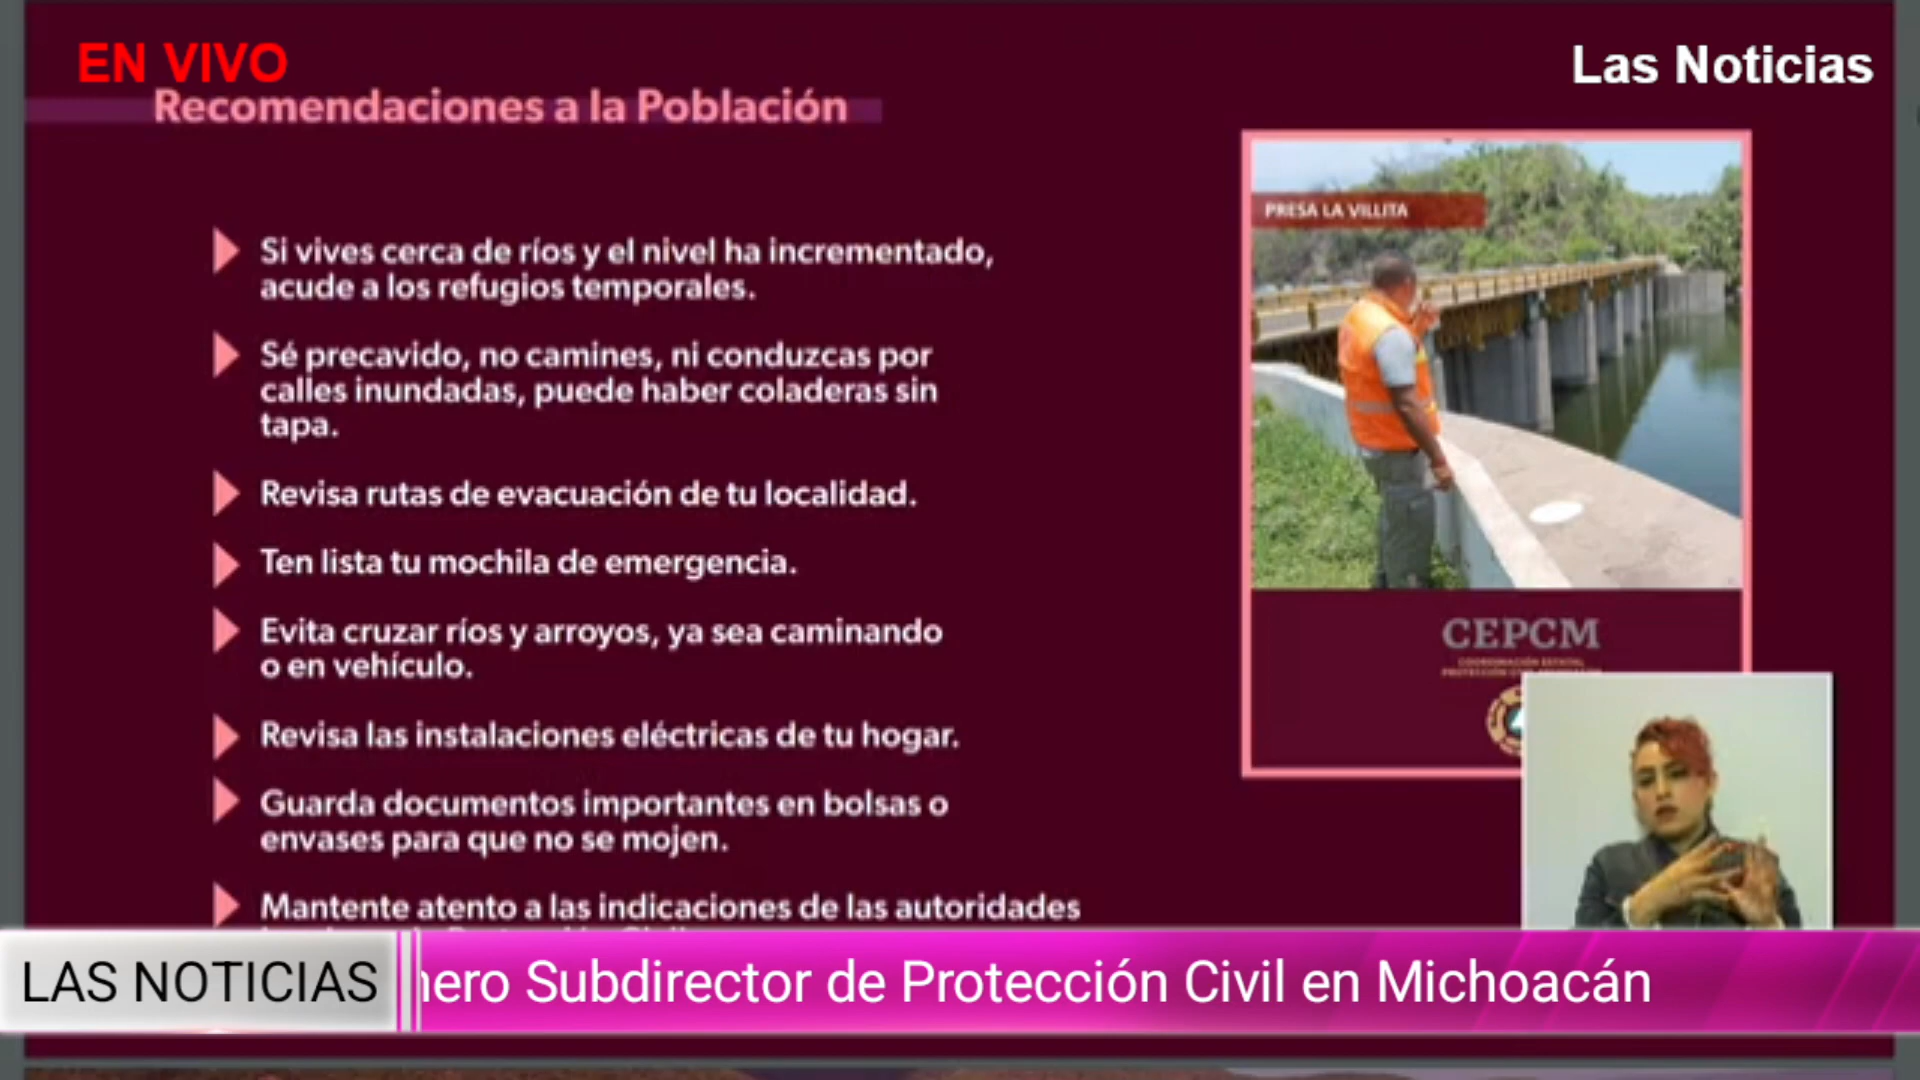 EN VIVO
Las Noticias
Recomendaciones a la Población
PRESA LA VILLITA
Si vives cerca de ríos y el nivel ha incrementado,
acude a los refugios temporales.
Sé precavido, no camines, ni conduzcas por
calles inundadas, puede haber coladeras sin
tapa.
Revisa rutas de evacuación de tu localidad.
Ten lista tu mochila de emergencia.
Evita cruzar ríos y arroyos, ya sea caminando
o en vehículo.
Revisa las instalaciones eléctricas de tu hogar.
Guarda documentos importantes en bolsas o
envases para que no se mojen.
Mantente atento a las indicaciones de las autoridades
CEPCM
LAS NOTICIAS
Subdirector de Protección Civil en Michoacán